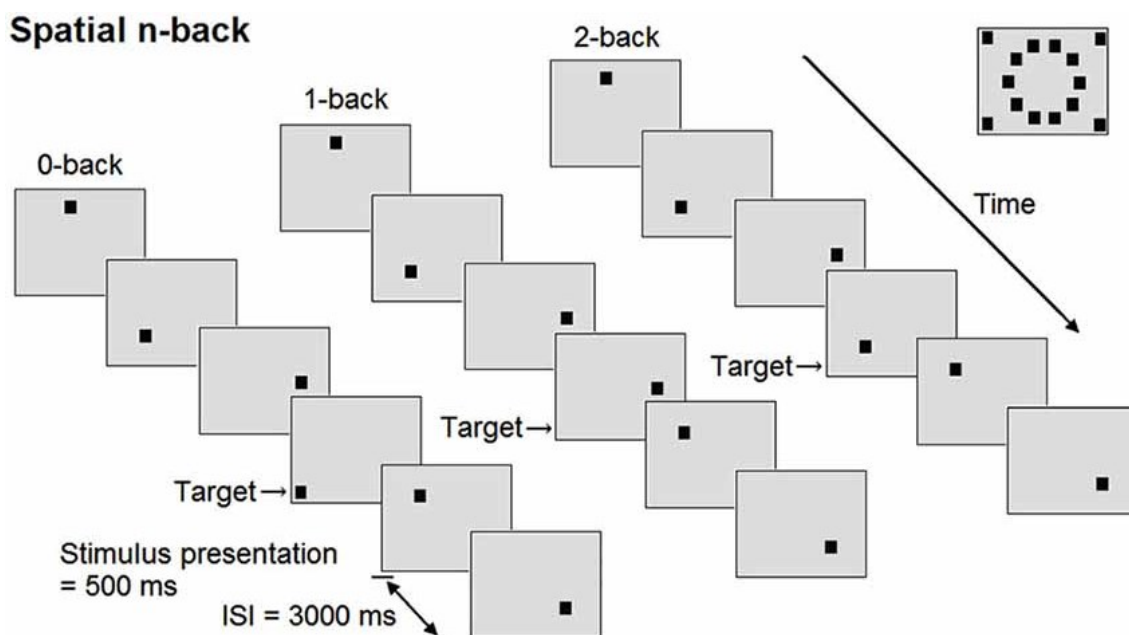 Spatial n-back
2-back
1-back
0-back
Time
Target→
Target→
Target→
Stimulus presentation
= 500 ms
ISI = 3000 ms